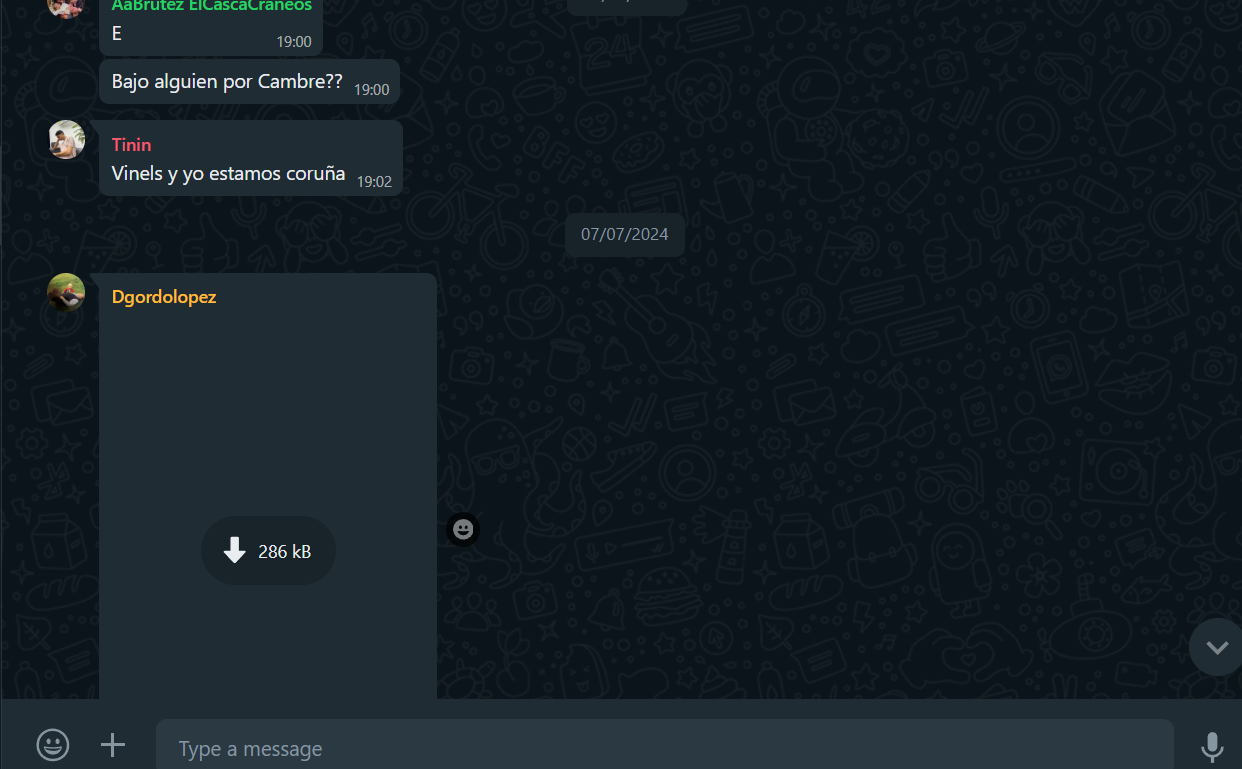 AaBrutez ElCascaCraneos
E
19:00
Bajo alguien por Cambre??
19:00
Tinin
Vinels y yo estamos coruña
19:02
07/07/2024
Dgordolopez
286 kB
Type a message